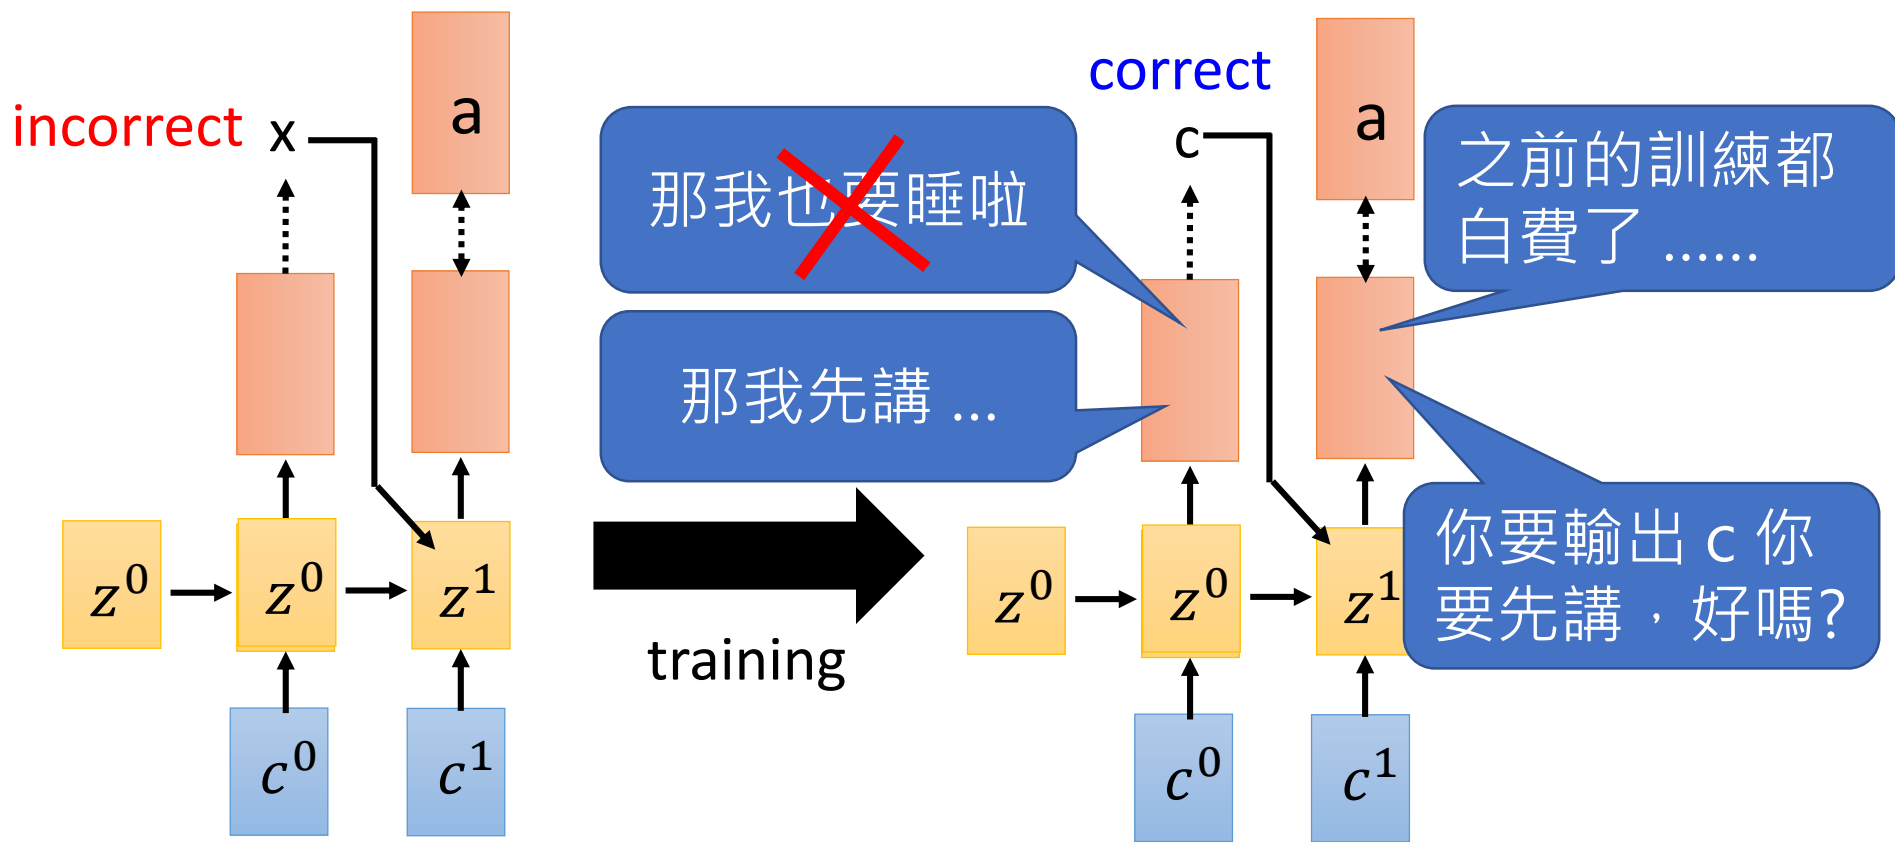 incorrect
x
a
z⁰
z⁰
z¹
c⁰
c¹
training
那我也要睡啦
那我先講 ...
correct
c
a
之前的訓練都
白費了 ......
z⁰
z⁰
z¹
你要輸出 c 你
要先講，好嗎?
c⁰
c¹